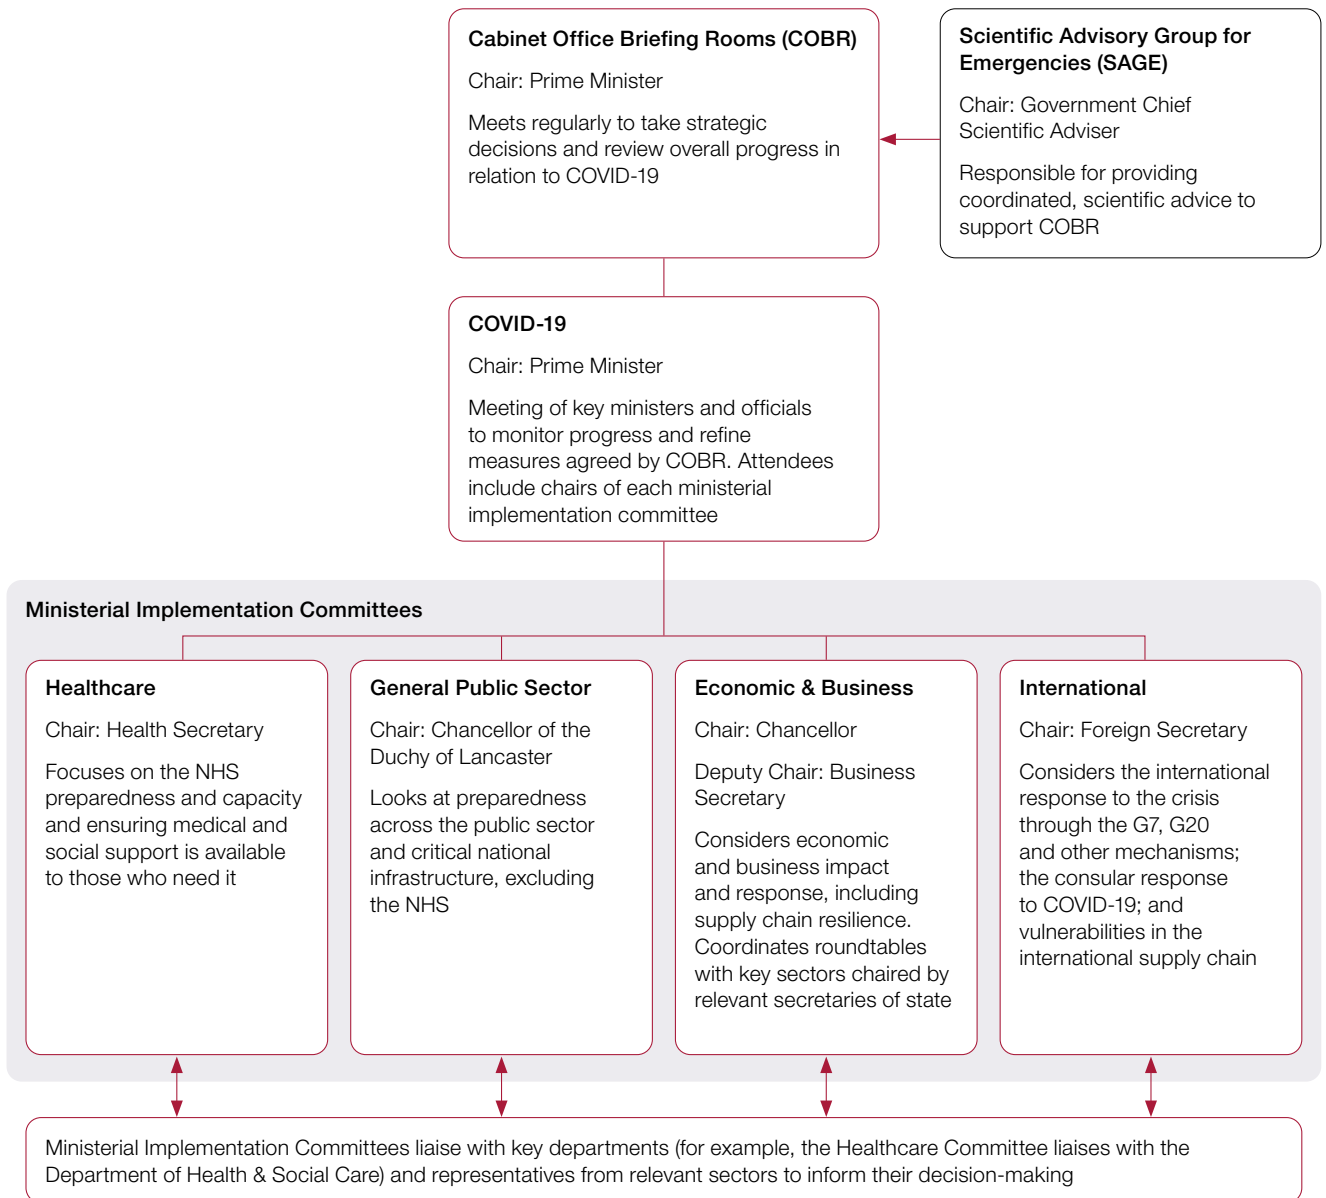 Cabinet Office Briefing Rooms (COBR)
Chair: Prime Minister
Meets regularly to take strategic
decisions and review overall progress in
relation to COVID-19
Scientific Advisory Group for
Emergencies (SAGE)
Chair: Government Chief
Scientific Adviser
Responsible for providing
coordinated, scientific advice to
support COBR
COVID-19
Chair: Prime Minister
Meeting of key ministers and officials
to monitor progress and refine
measures agreed by COBR. Attendees
include chairs of each ministerial
implementation committee
Ministerial Implementation Committees
Healthcare
Chair: Health Secretary
Focuses on the NHS
preparedness and capacity
and ensuring medical and
social support is available
to those who need it
General Public Sector
Chair: Chancellor of the
Duchy of Lancaster
Looks at preparedness
across the public sector
and critical national
infrastructure, excluding
the NHS
Economic & Business
Chair: Chancellor
Deputy Chair: Business
Secretary
Considers economic
and business impact
and response, including
supply chain resilience.
Coordinates roundtables
with key sectors chaired by
relevant secretaries of state
International
Chair: Foreign Secretary
Considers the international
response to the crisis
through the G7, G20
and other mechanisms;
the consular response
to COVID-19; and
vulnerabilities in the
international supply chain
Ministerial Implementation Committees liaise with key departments (for example, the Healthcare Committee liaises with the
Department of Health & Social Care) and representatives from relevant sectors to inform their decision-making